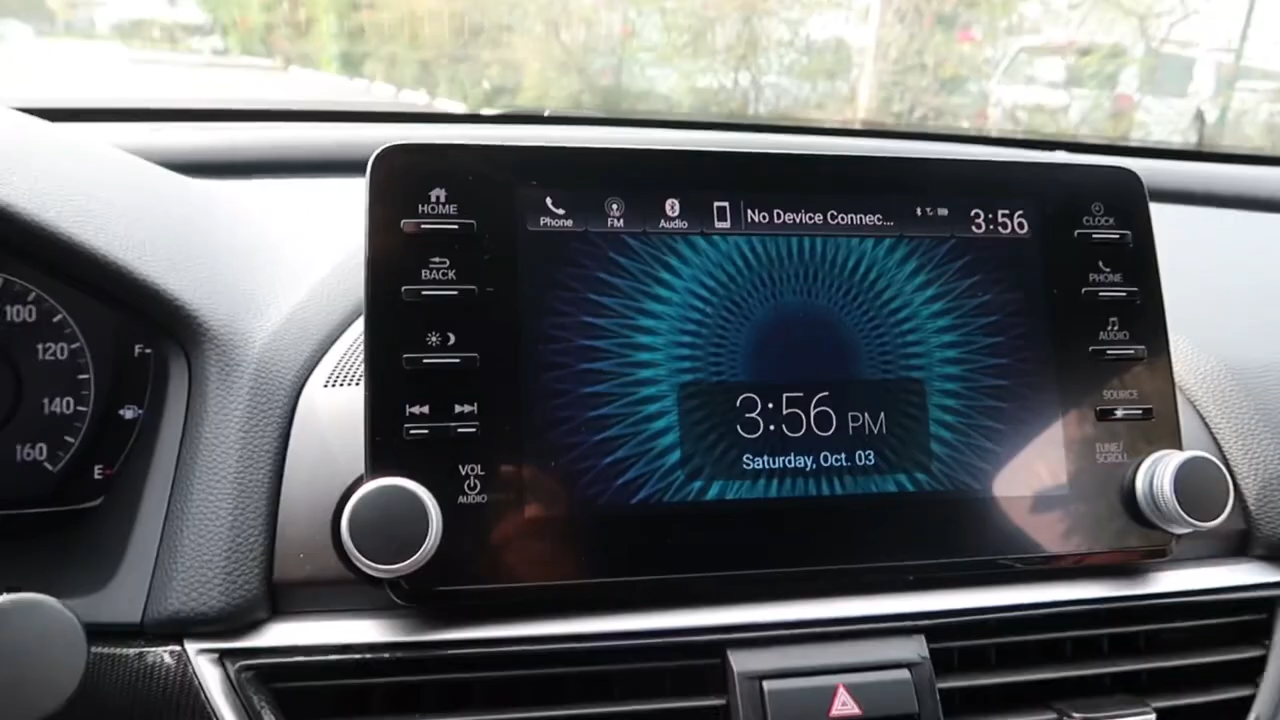 100
120
140
160
F
E
HOME
BACK
VOL
AUDIO
Phone
FM
Audio
No Device Connec...
3:56
3:56 PM
Saturday, Oct. 03
CLOCK
PHONE
AUDIO
SOURCE
TUNE/
SCROLL